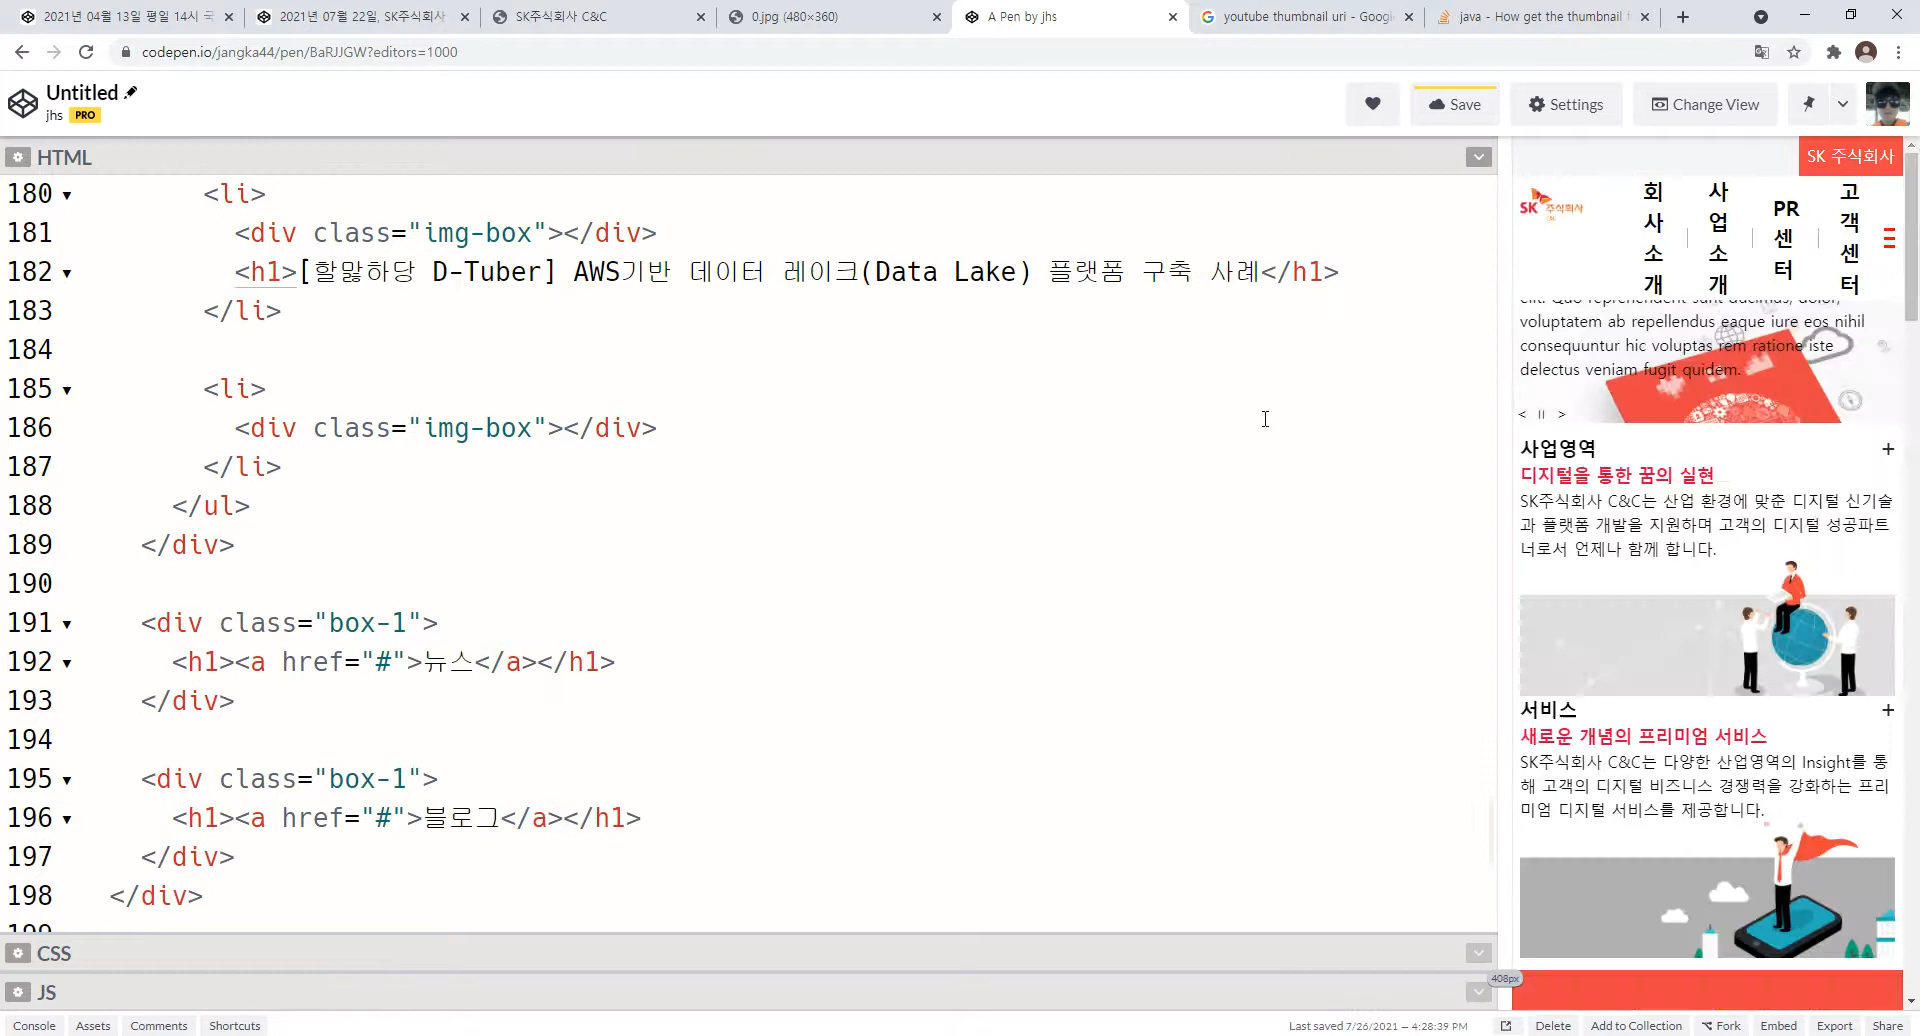 2021년 04월 13일 평일 14시 국
2021년 07월 22일, SK주식회사
SK주식회사 C&C
0.jpg (480×360)
A Pen by jhs
youtube thumbnail uri - Googl
java - How get the thumbnail f
codepen.io/jangka44/pen/BaRJJGW?editors=1000
Untitled
jhs PRO
Save
Settings
Change View
HTML
180 <li>
181 <div class="img-box"></div>
182 <h1>[할많하당 D-Tuber] AWS기반 데이터 레이크(Data Lake) 플랫폼 구축 사례</h1>
183 </li>
184
185 <li>
186 <div class="img-box"></div>
187 </li>
188 </ul>
189 </div>
190
191 <div class="box-1">
192 <h1><a href="#">뉴스</a></h1>
193 </div>
194
195 <div class="box-1">
196 <h1><a href="#">블로그</a></h1>
197 </div>
198 </div>
199
CSS
JS
SK 주식회사
SK 주식회사
회사소개
사업소개
PR센터
고객센터
elit. Quo reprehenderit sunt ducimus, dolor,
voluptatem ab repellendus eaque iure eos nihil
consequuntur hic voluptas rem ratione iste
delectus veniam fugit quidem.
< II >
사업영역 +
디지털을 통한 꿈의 실현
SK주식회사 C&C는 산업 환경에 맞춘 디지털 신기술
과 플랫폼 개발을 지원하며 고객의 디지털 성공파트
너로서 언제나 함께 합니다.
서비스 +
새로운 개념의 프리미엄 서비스
SK주식회사 C&C는 다양한 산업영역의 Insight를 통
해 고객의 디지털 비즈니스 경쟁력을 강화하는 프리
미엄 디지털 서비스를 제공합니다.
408px
Console
Assets
Comments
Shortcuts
Last saved 7/26/2021 — 4:28:39 PM
Delete
Add to Collection
Fork
Embed
Export
Share